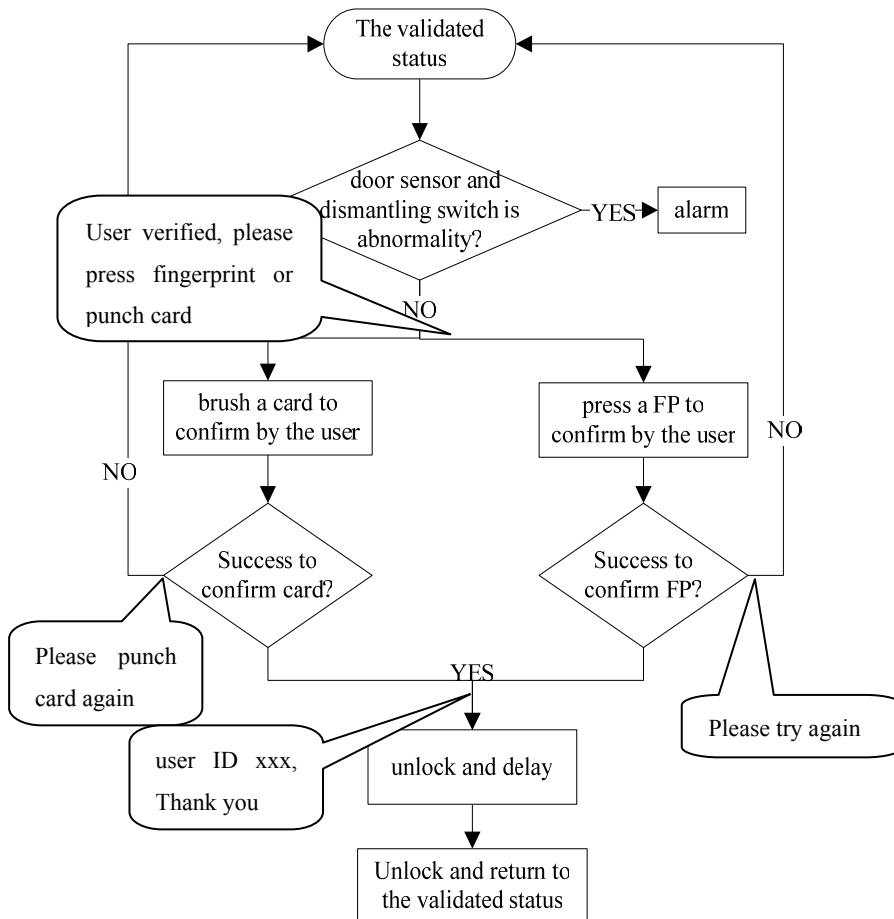 The validated
status
door sensor and
dismantling switch is
abnormality?
YES
alarm
User verified, please
press fingerprint or
punch card
NO
brush a card to
confirm by the user
press a FP to
confirm by the user
NO
NO
Success to
confirm card?
Success to
confirm FP?
Please punch
card again
YES
Please try again
user ID xxx,
Thank you
unlock and delay
Unlock and return to
the validated status